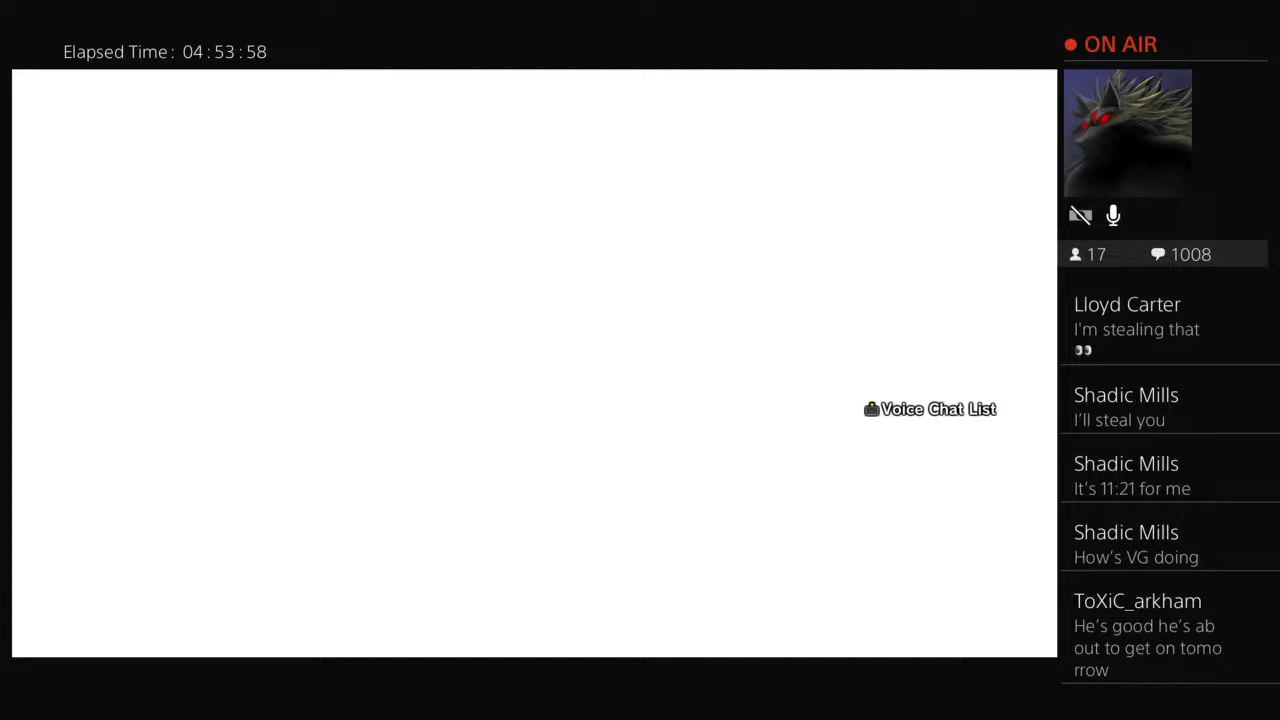 Elapsed Time: 04:53:58
ON AIR
17 1008
Lloyd Carter
I'm stealing that
👀
Voice Chat List
Shadic Mills
I'll steal you
Shadic Mills
It's 11:21 for me
Shadic Mills
How's VG doing
ToXiC_arkham
He's good he's ab
out to get on tomo
rrow